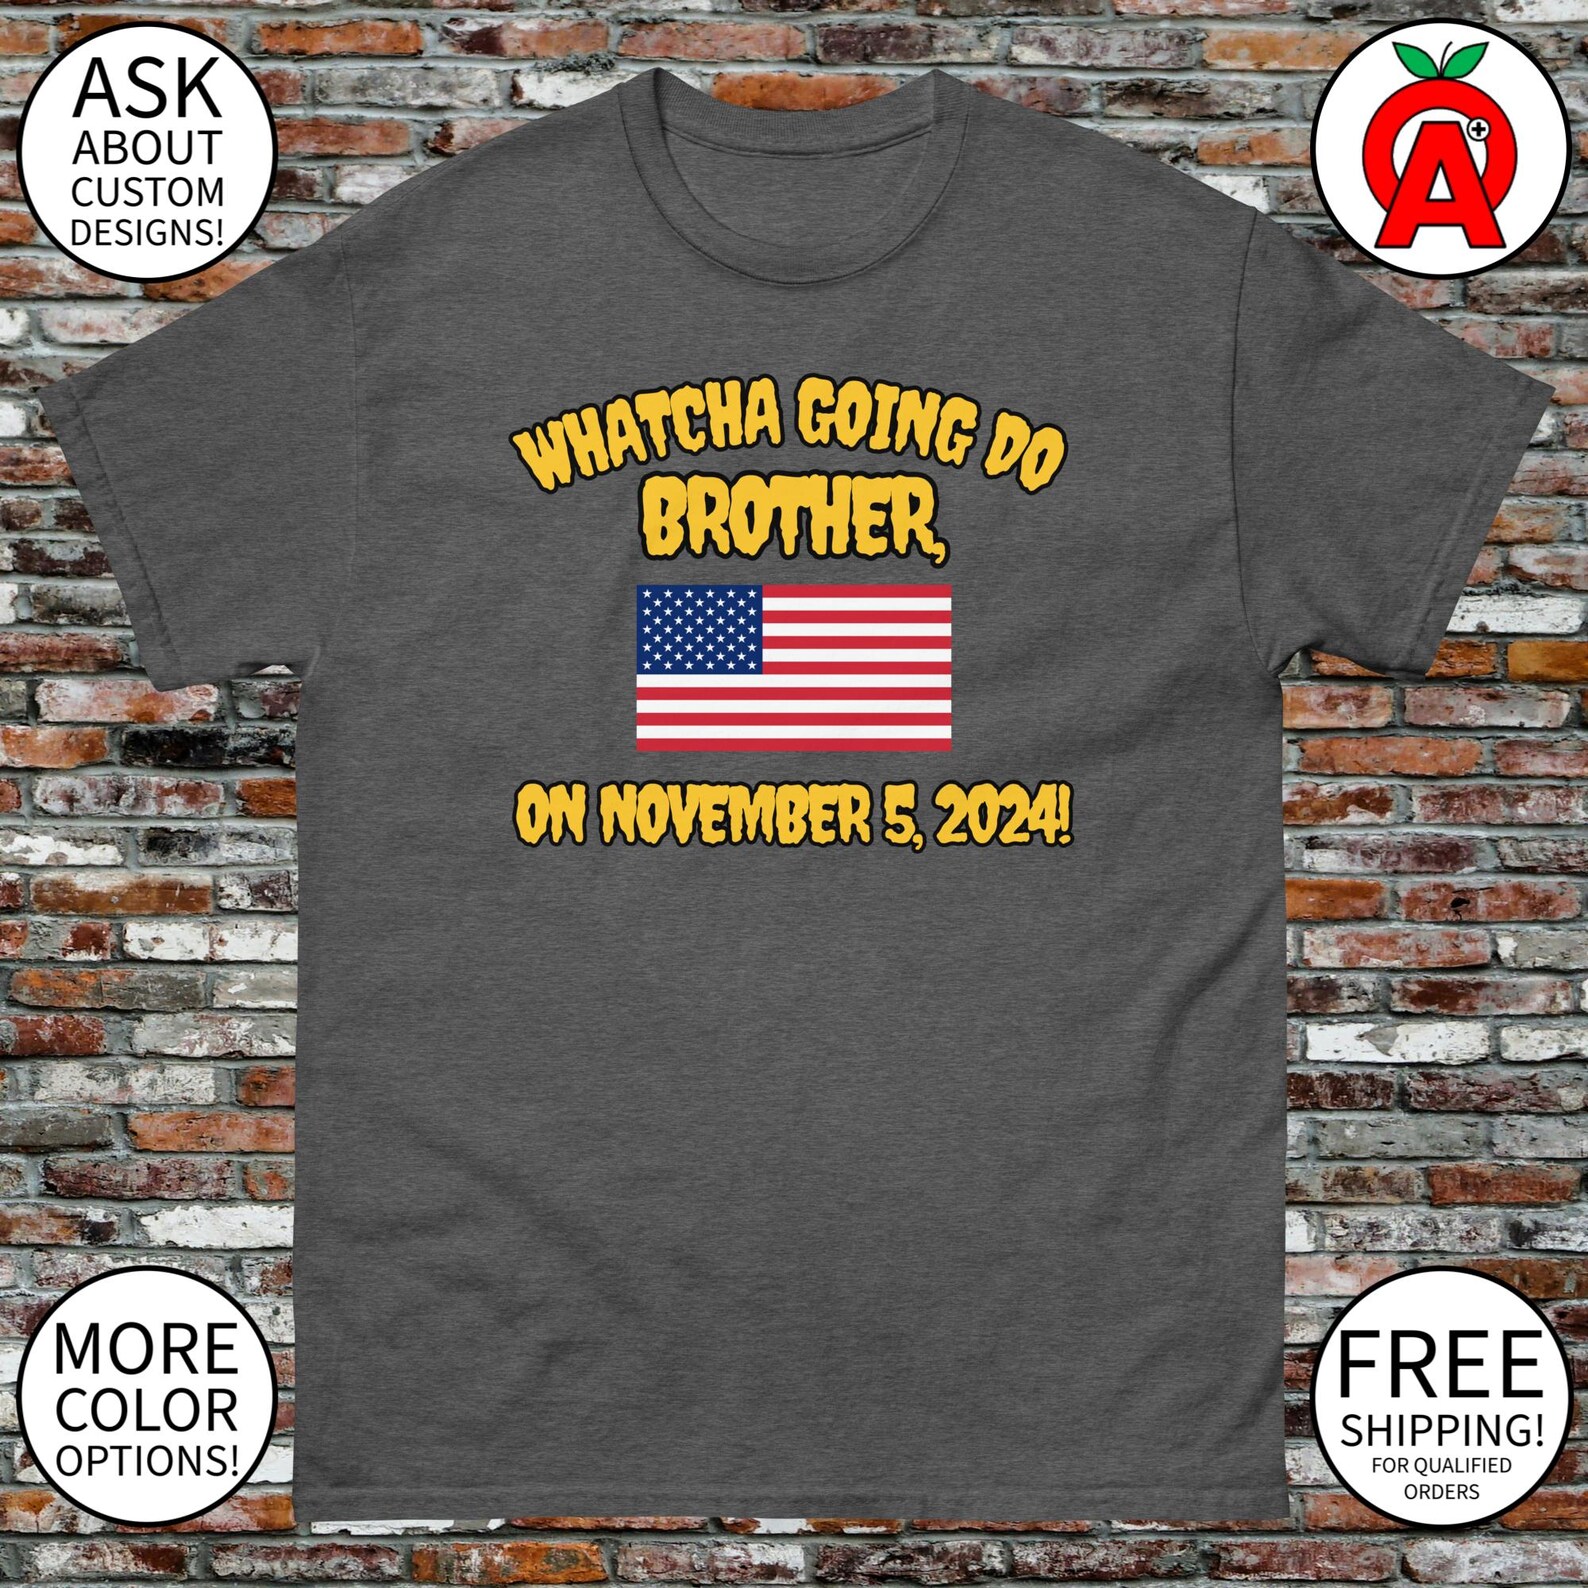 ASK
ABOUT
CUSTOM
DESIGNS!
A+
WHATCHA GOING DO
BROTHER,
ON NOVEMBER 5, 2024!
MORE
COLOR
OPTIONS!
FREE
SHIPPING!
FOR QUALIFIED
ORDERS